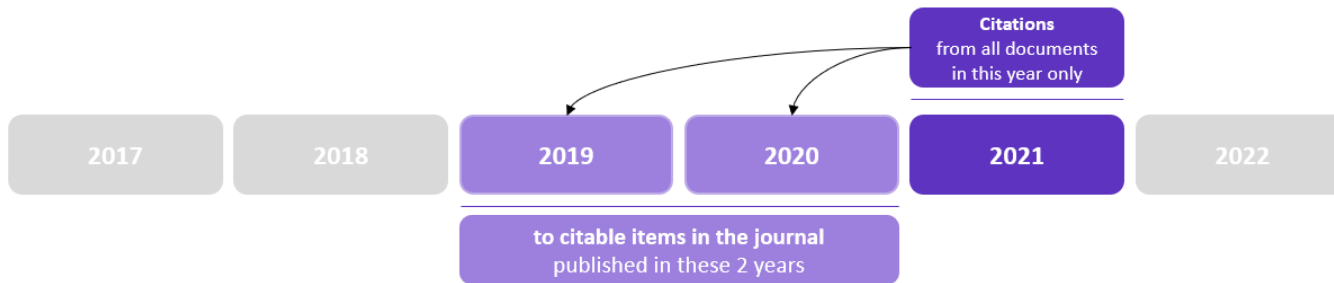 Citations
from all documents
in this year only
2017 2018 2019 2020 2021 2022
to citable items in the journal
published in these 2 years